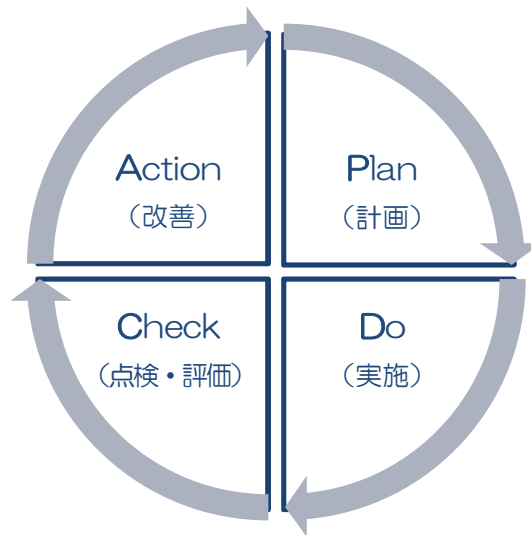 Action
（改善）
Plan
（計画）
Check
（点検・評価）
Do
（実施）